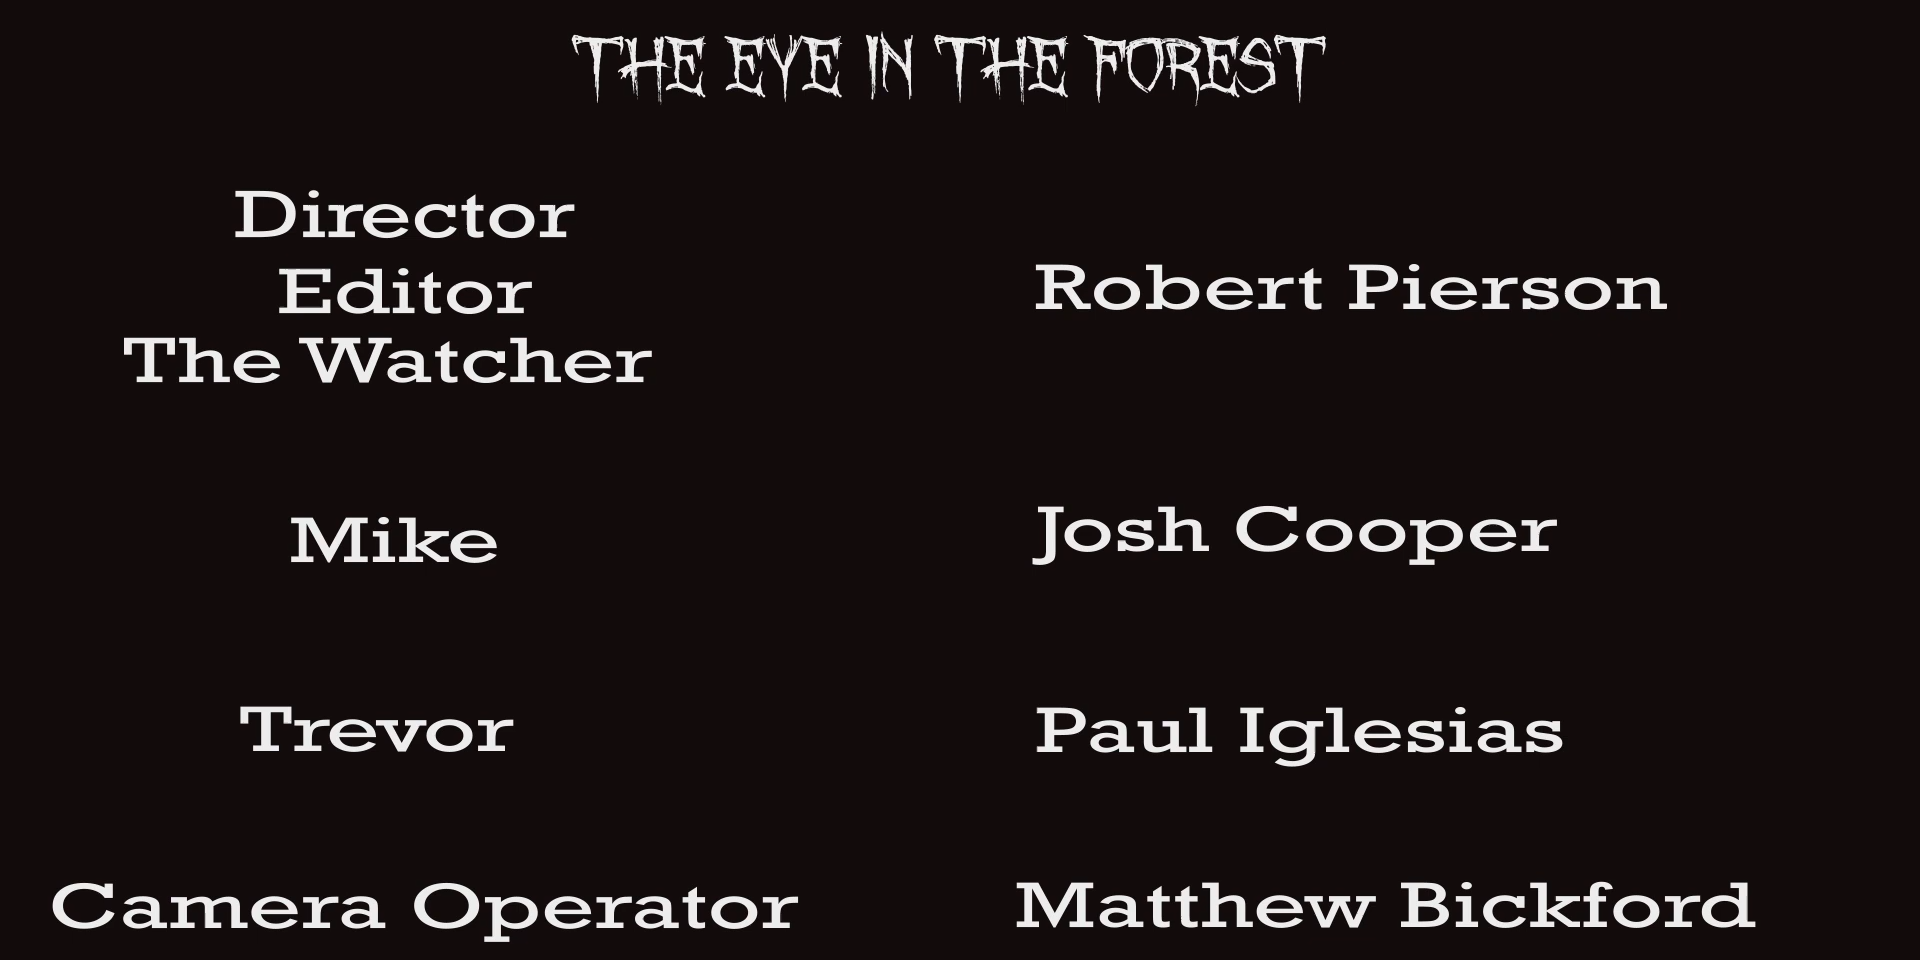 THE EYE IN THE FOREST
Director
Editor
The Watcher
Robert Pierson
Mike
Josh Cooper
Trevor
Paul Iglesias
Camera Operator
Matthew Bickford